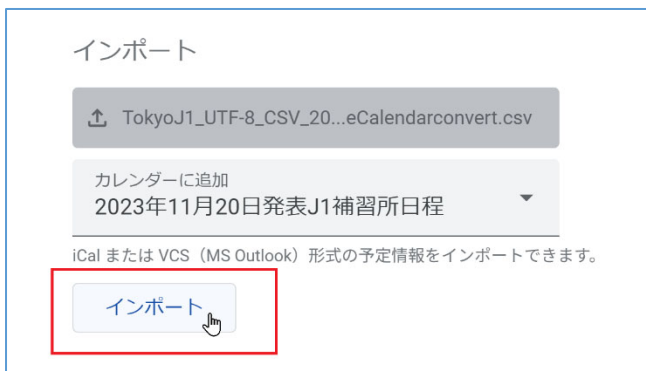 インポート
TokyoJ1_UTF-8_CSV_20...eCalendarconvert.csv
カレンダーに追加
2023年11月20日発表J1補習所日程
iCal または VCS（MS Outlook）形式の予定情報をインポートできます。
インポート